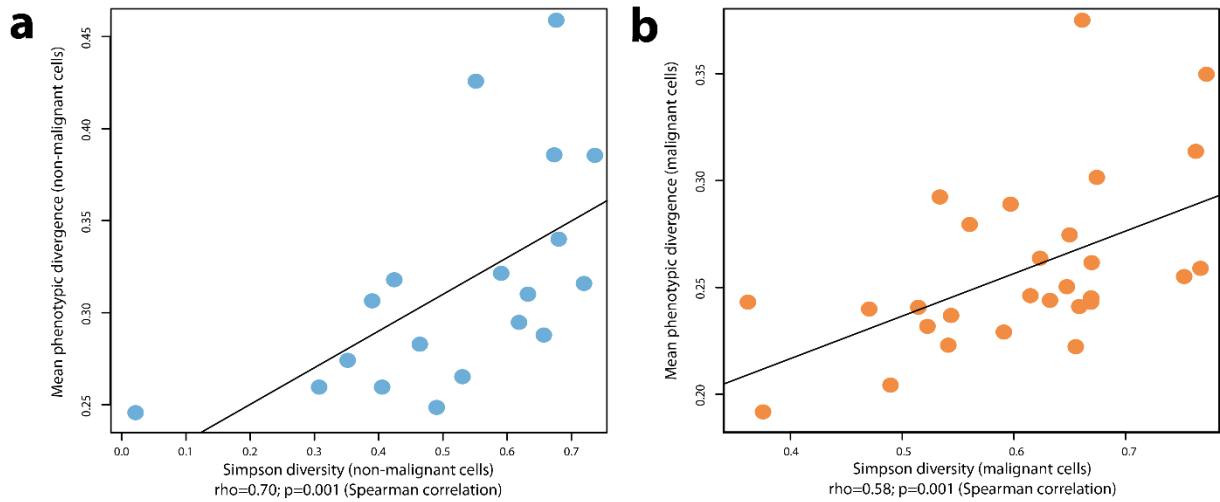 a
Mean phenotypic divergence (non-malignant cells)
0.45
0.40
0.35
0.30
0.25
0.0 0.1 0.2 0.3 0.4 0.5 0.6 0.7
Simpson diversity (non-malignant cells)
rho=0.70; p=0.001 (Spearman correlation)
b
Mean phenotypic divergence (malignant cells)
0.35
0.30
0.25
0.20
0.4 0.5 0.6 0.7
Simpson diversity (malignant cells)
rho=0.58; p=0.001 (Spearman correlation)